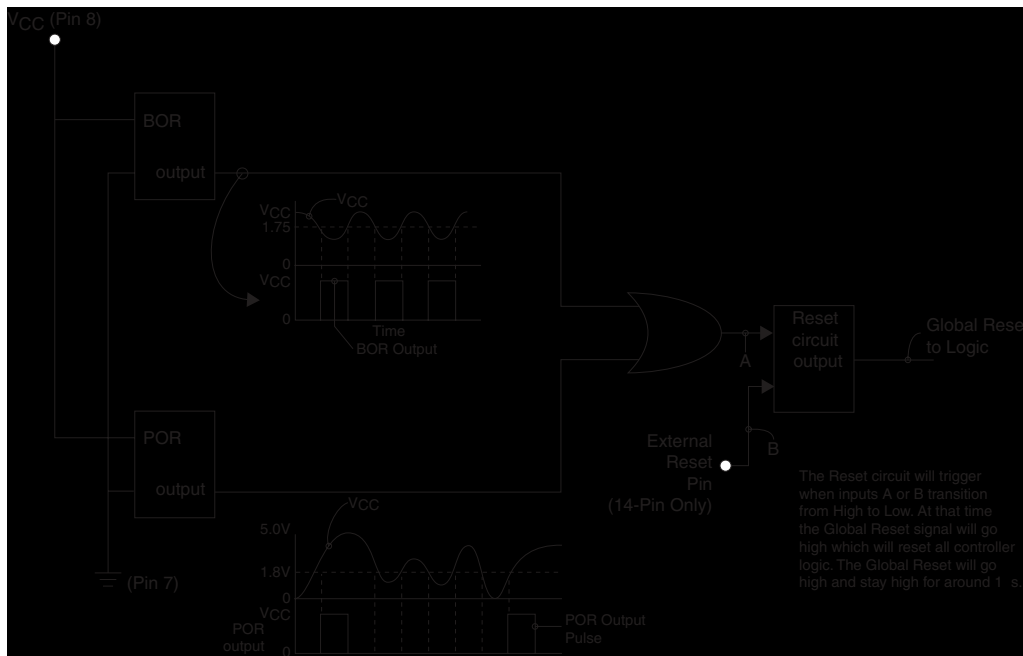 VCC (Pin 8)
BOR
output
VCC
VCC
1.75
0
VCC
0
Time
BOR Output
Reset
circuit
output
Global Rese
to Logic
A
B
External
Reset
Pin
(14-Pin Only)
POR
output
VCC
5.0V
1.8V
0
VCC
POR
output
0
POR Output
Pulse
(Pin 7)
The Reset circuit will trigger
when inputs A or B transition
from High to Low. At that time
the Global Reset signal will go
high which will reset all controller
logic. The Global Reset will go
high and stay high for around 1 s.